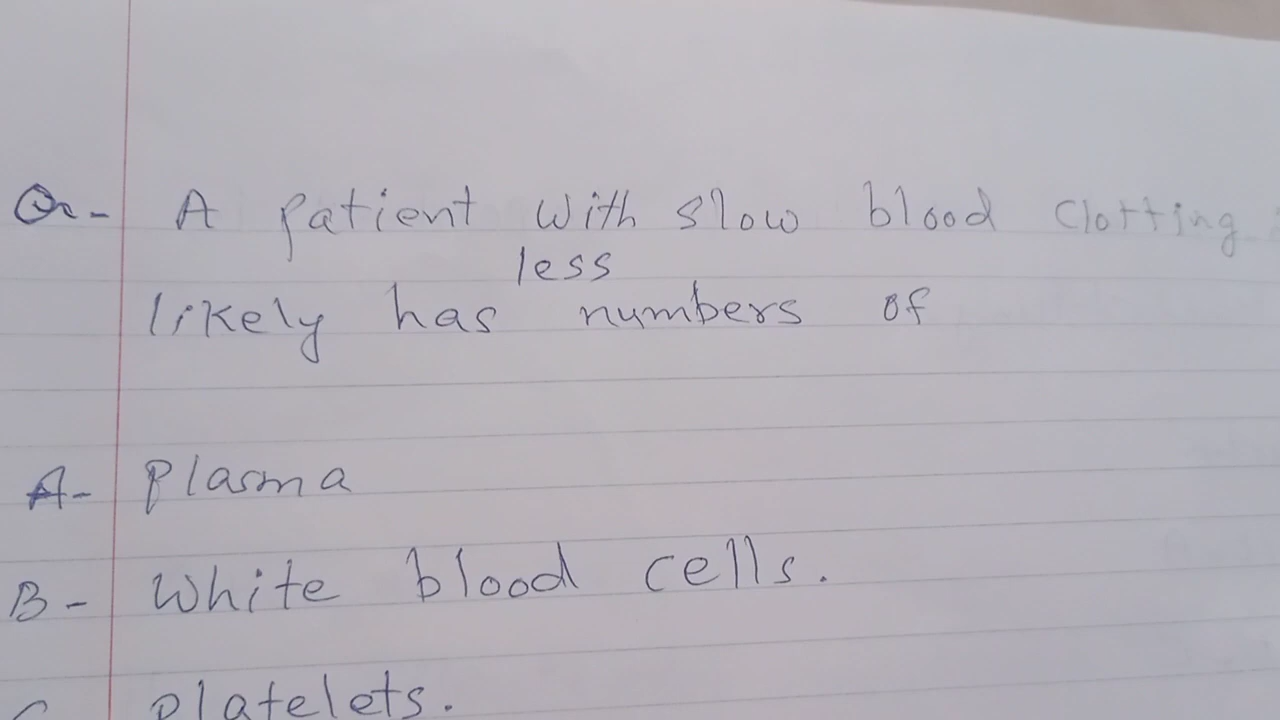 Q- A patient with slow blood clotting
less
likely has numbers of
A- Plasma
B- White blood cells.
C platelets.